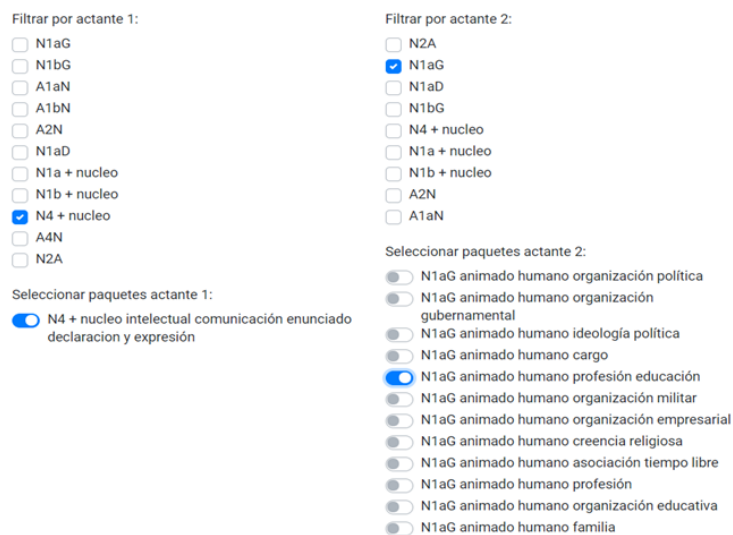 Filtrar por actante 1:
N1aG
N1bG
A1aN
A1bN
A2N
N1aD
N1a + nucleo
N1b + nucleo
N4 + nucleo
A4N
N2A
Seleccionar paquetes actante 1:
N4 + nucleo intelectual comunicación enunciado
declaracion y expresión
Filtrar por actante 2:
N2A
N1aG
N1aD
N1bG
N4 + nucleo
N1a + nucleo
N1b + nucleo
A2N
A1aN
Seleccionar paquetes actante 2:
N1aG animado humano organización política
N1aG animado humano organización
gubernamental
N1aG animado humano ideología política
N1aG animado humano cargo
N1aG animado humano profesión educación
N1aG animado humano organización militar
N1aG animado humano organización empresarial
N1aG animado humano creencia religiosa
N1aG animado humano asociación tiempo libre
N1aG animado humano profesión
N1aG animado humano organización educativa
N1aG animado humano familia